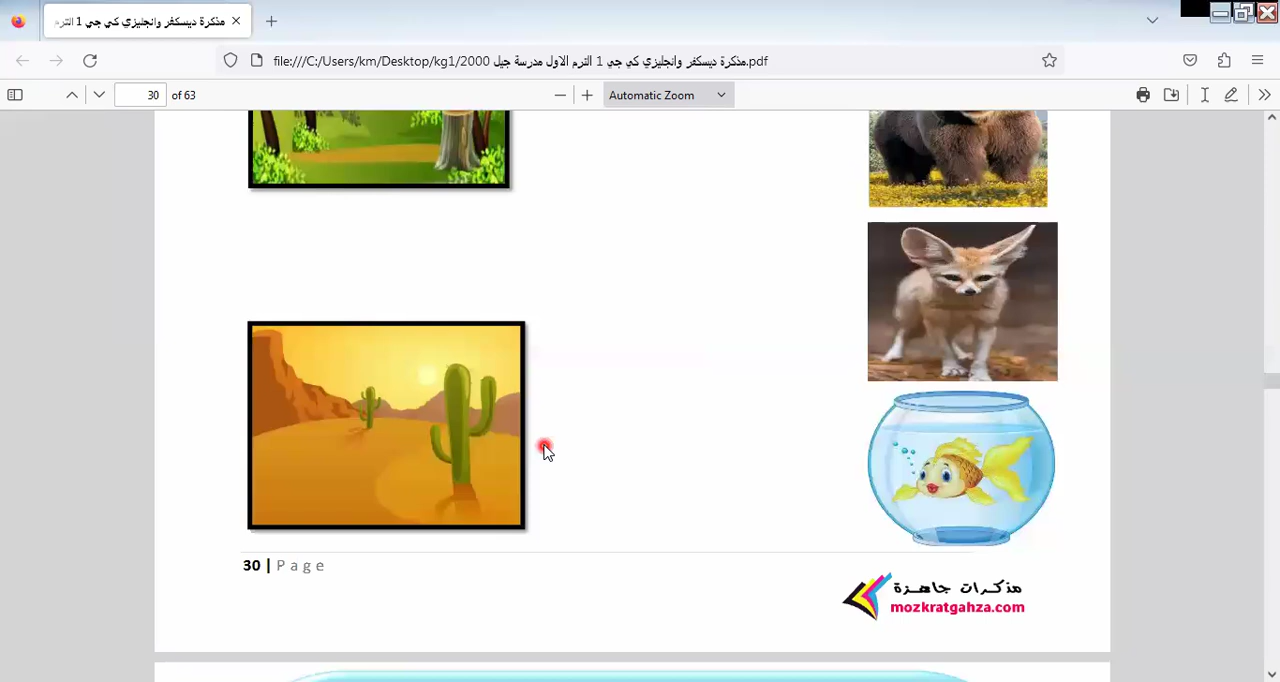 مذكرة ديسكفر وانجليزي كي جي 1 الترم
file:///C:/Users/km/Desktop/kg1/2000 مذكرة ديسكفر وانجليزي كي جي 1 الترم الاول مدرسة جيل.pdf
30 of 63
Automatic Zoom
30 | Page
مذكرات جاهزة
mozkratgahza.com